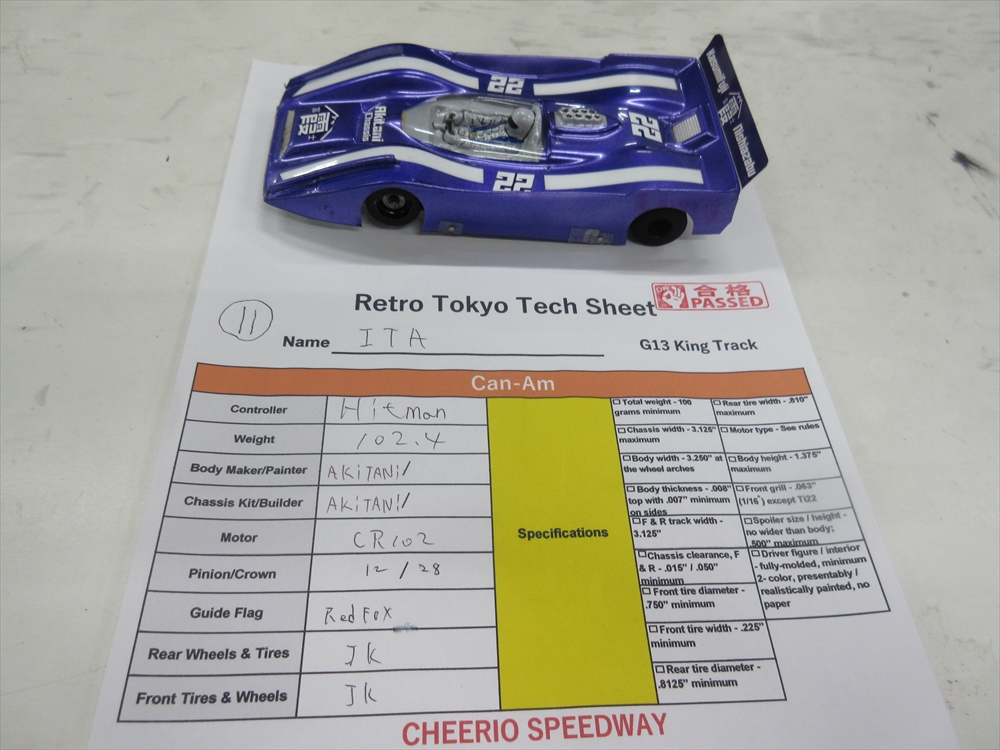 22
22
22
Akitani
Classic
霞
士
Nishiazabu
Retro Tokyo Tech Sheet
合格
PASSED
11
Name ITA
G13 King Track
Can-Am
Controller Hitman
Weight 102.4
Body Maker/Painter AKiTANi/
Chassis Kit/Builder AKiTANi/
Motor CR102
Pinion/Crown 12 / 28
Guide Flag Red FoX
Rear Wheels & Tires JK
Front Tires & Wheels JK
Specifications
Total weight - 100
grams minimum
Chassis width - 3.125"
maximum
Body width - 3.250" at
the wheel arches
Body thickness - .008"
top with .007" minimum
on sides
F & R track width -
3.125"
Chassis clearance, F
& R - .015" / .050"
minimum
Front tire diameter -
.750" minimum
Front tire width - .225"
minimum
Rear tire diameter -
.8125" minimum
Rear tire width - .810"
maximum
Motor type - See rules
Body height - 1.375"
maximum
Front grill - .063"
(1/16") except Ti22
Spoiler size / height -
no wider than body;
.500" maximum
Driver figure / interior
- fully-molded, minimum
2- color, presentably /
realistically painted, no
paper
CHEERIO SPEEDWAY